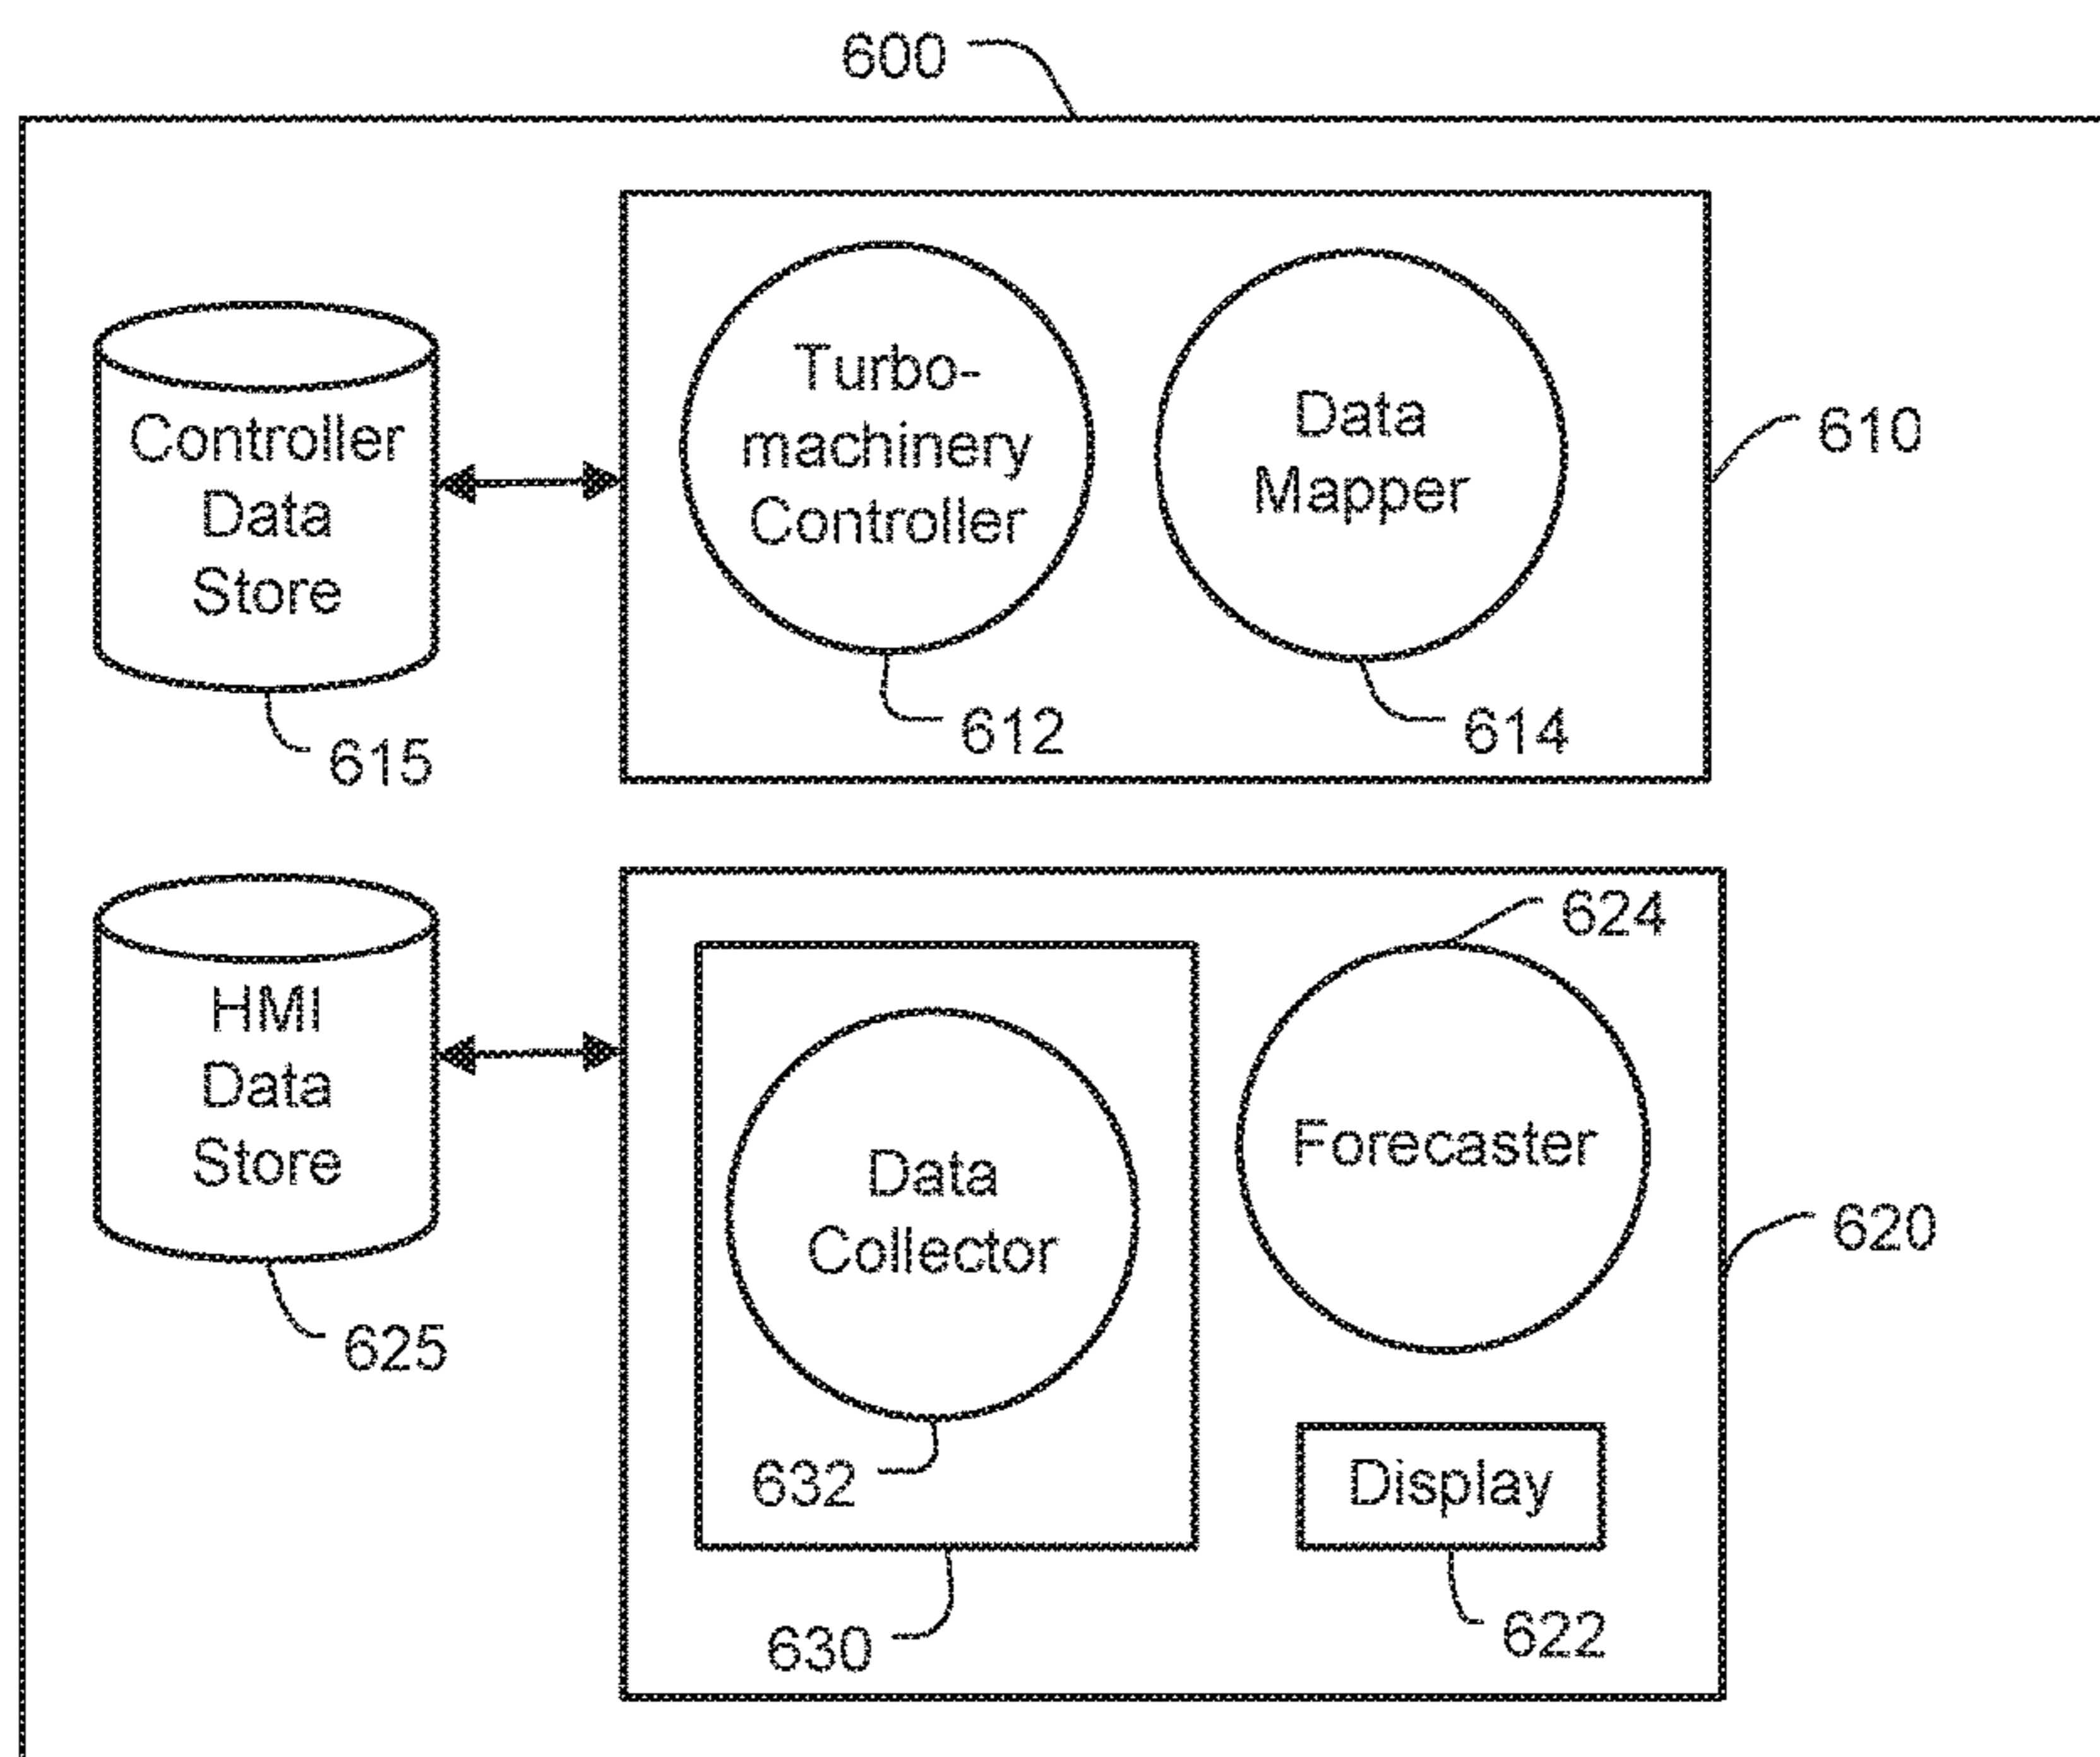 600
Controller
Data
Store
615
Turbo-
machinery
Controller
612
Data
Mapper
614
610
HMI
Data
Store
625
Data
Collector
632
630
624
Forecaster
Display
622
620